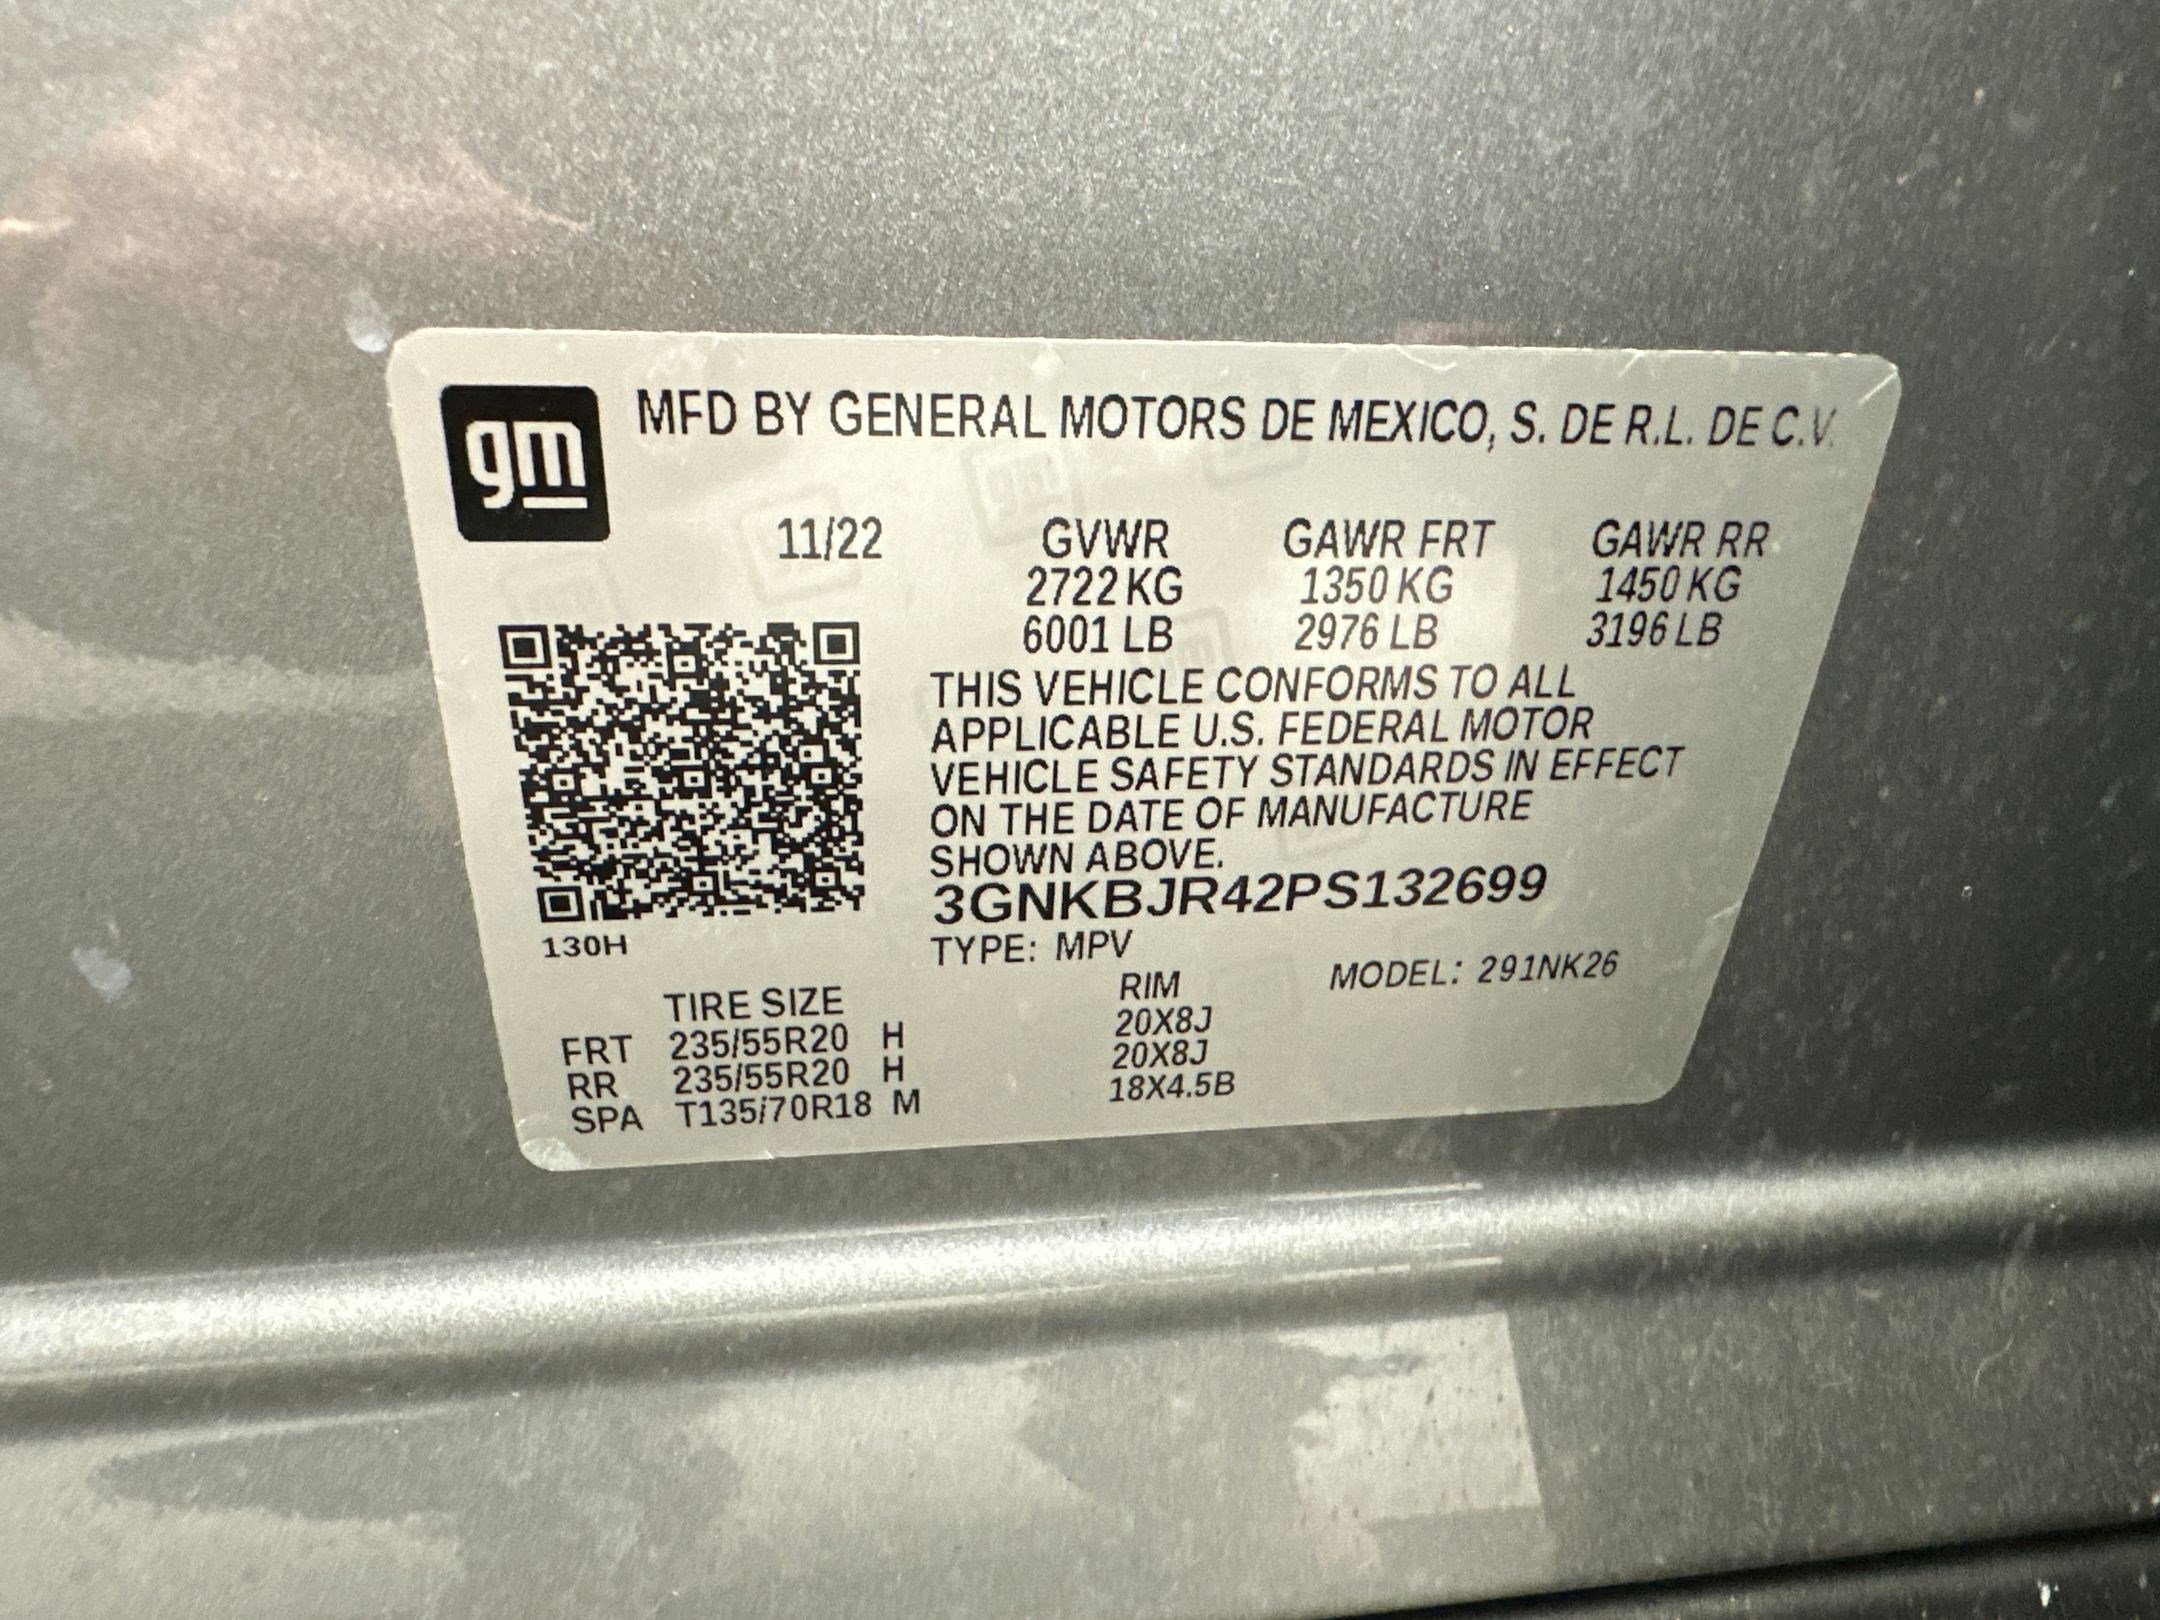 gm
MFD BY GENERAL MOTORS DE MEXICO, S. DE R.L. DE C.V.
11/22 GVWR GAWR FRT GAWR RR
2722 KG 1350 KG 1450 KG
6001 LB 2976 LB 3196 LB
THIS VEHICLE CONFORMS TO ALL
APPLICABLE U.S. FEDERAL MOTOR
VEHICLE SAFETY STANDARDS IN EFFECT
ON THE DATE OF MANUFACTURE
SHOWN ABOVE.
3GNKBJR42PS132699
130H
TYPE: MPV MODEL: 291NK26
TIRE SIZE RIM
FRT 235/55R20 H 20X8J
RR 235/55R20 H 20X8J
SPA T135/70R18 M 18X4.5B